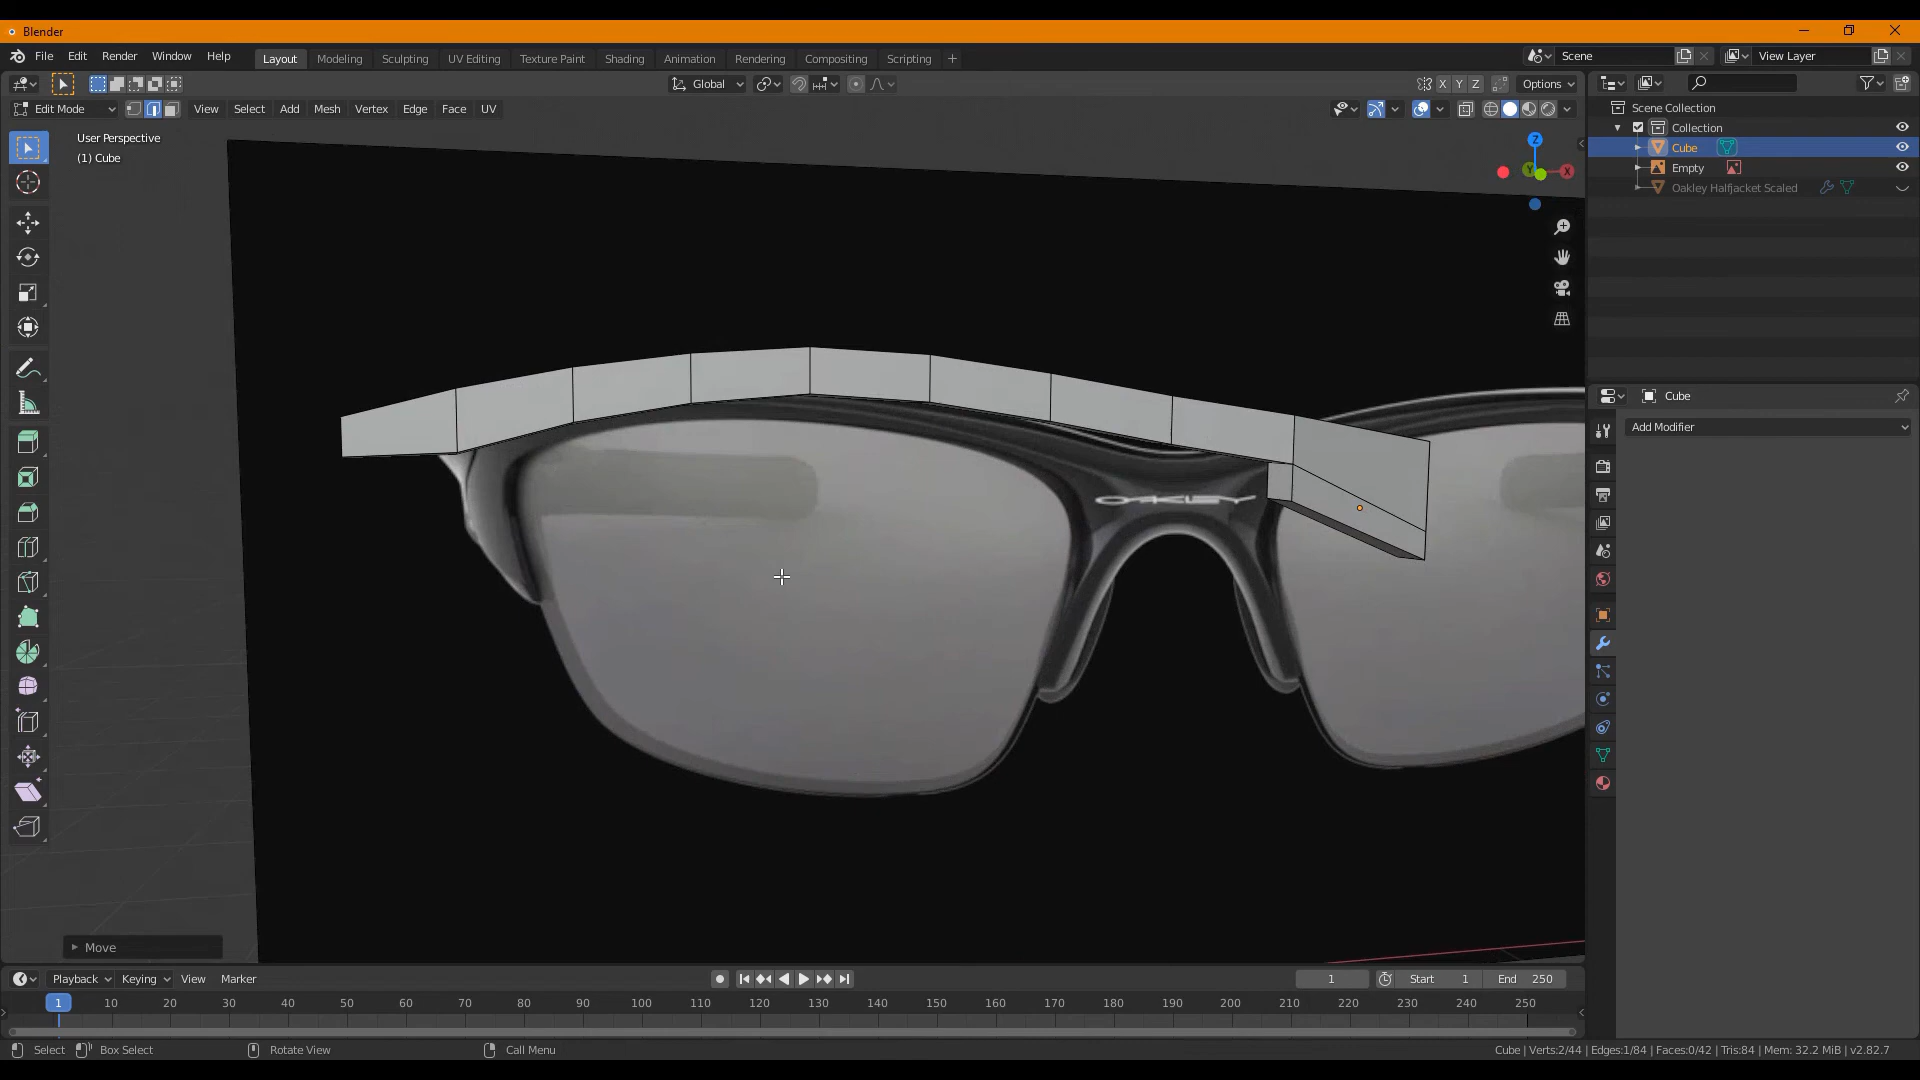 Blender
File Edit Render Window Help
Layout Modeling Sculpting UV Editing Texture Paint Shading Animation Rendering Compositing Scripting +
Scene
View Layer
Global
Options
Edit Mode
View Select Add Mesh Vertex Edge Face UV
User Perspective
(1) Cube
Z
X
Y
Z
X
Y
OAKLEY
Scene Collection
Collection
Cube
Empty
Oakley Halfjacket Scaled
Cube
Add Modifier
Move
Playback Keying View Marker
1
Start 1
End 250
1 10 20 30 40 50 60 70 80 90 100 110 120 130 140 150 160 170 180 190 200 210 220 230 240 250
Select Box Select Rotate View Call Menu
Cube | Verts:2/44 | Edges:1/84 | Faces:0/42 | Tris:84 | Mem: 32.2 MiB | v2.82.7